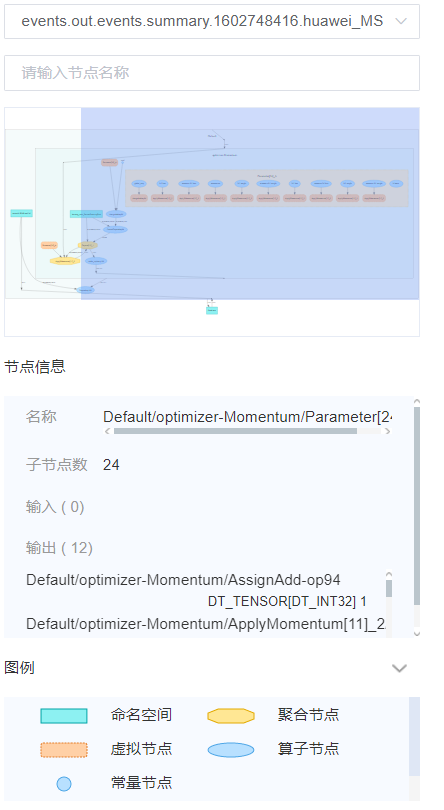 events.out.events.summary.1602748416.huawei_MS
请输入节点名称
节点信息
名称 Default/optimizer-Momentum/Parameter[24
子节点数 24
输入 ( 0)
输出 ( 12)
Default/optimizer-Momentum/AssignAdd-op94
DT_TENSOR[DT_INT32] 1
Default/optimizer-Momentum/ApplyMomentum[11]_2
图例
命名空间 聚合节点
虚拟节点 算子节点
常量节点